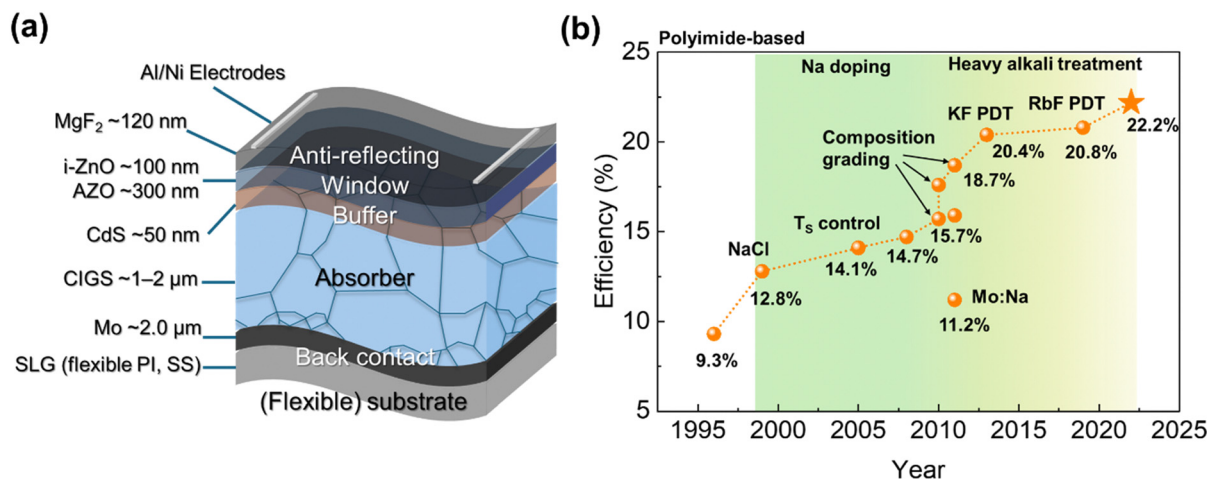 (a)
Al/Ni Electrodes
MgF₂ ~120 nm
i-ZnO ~100 nm
AZO ~300 nm
CdS ~50 nm
CIGS ~1–2 μm
Mo ~2.0 μm
SLG (flexible PI, SS)
Anti-reflecting
Window
Buffer
Absorber
Back contact
(Flexible) substrate
(b)
Polyimide-based
Na doping
Heavy alkali treatment
KF PDT
RbF PDT
Composition
grading
22.2%
20.4%
20.8%
18.7%
T_S control
15.7%
NaCl
14.1%
14.7%
12.8%
Mo:Na
11.2%
9.3%
Efficiency (%)
25
20
15
10
5
1995 2000 2005 2010 2015 2020 2025
Year